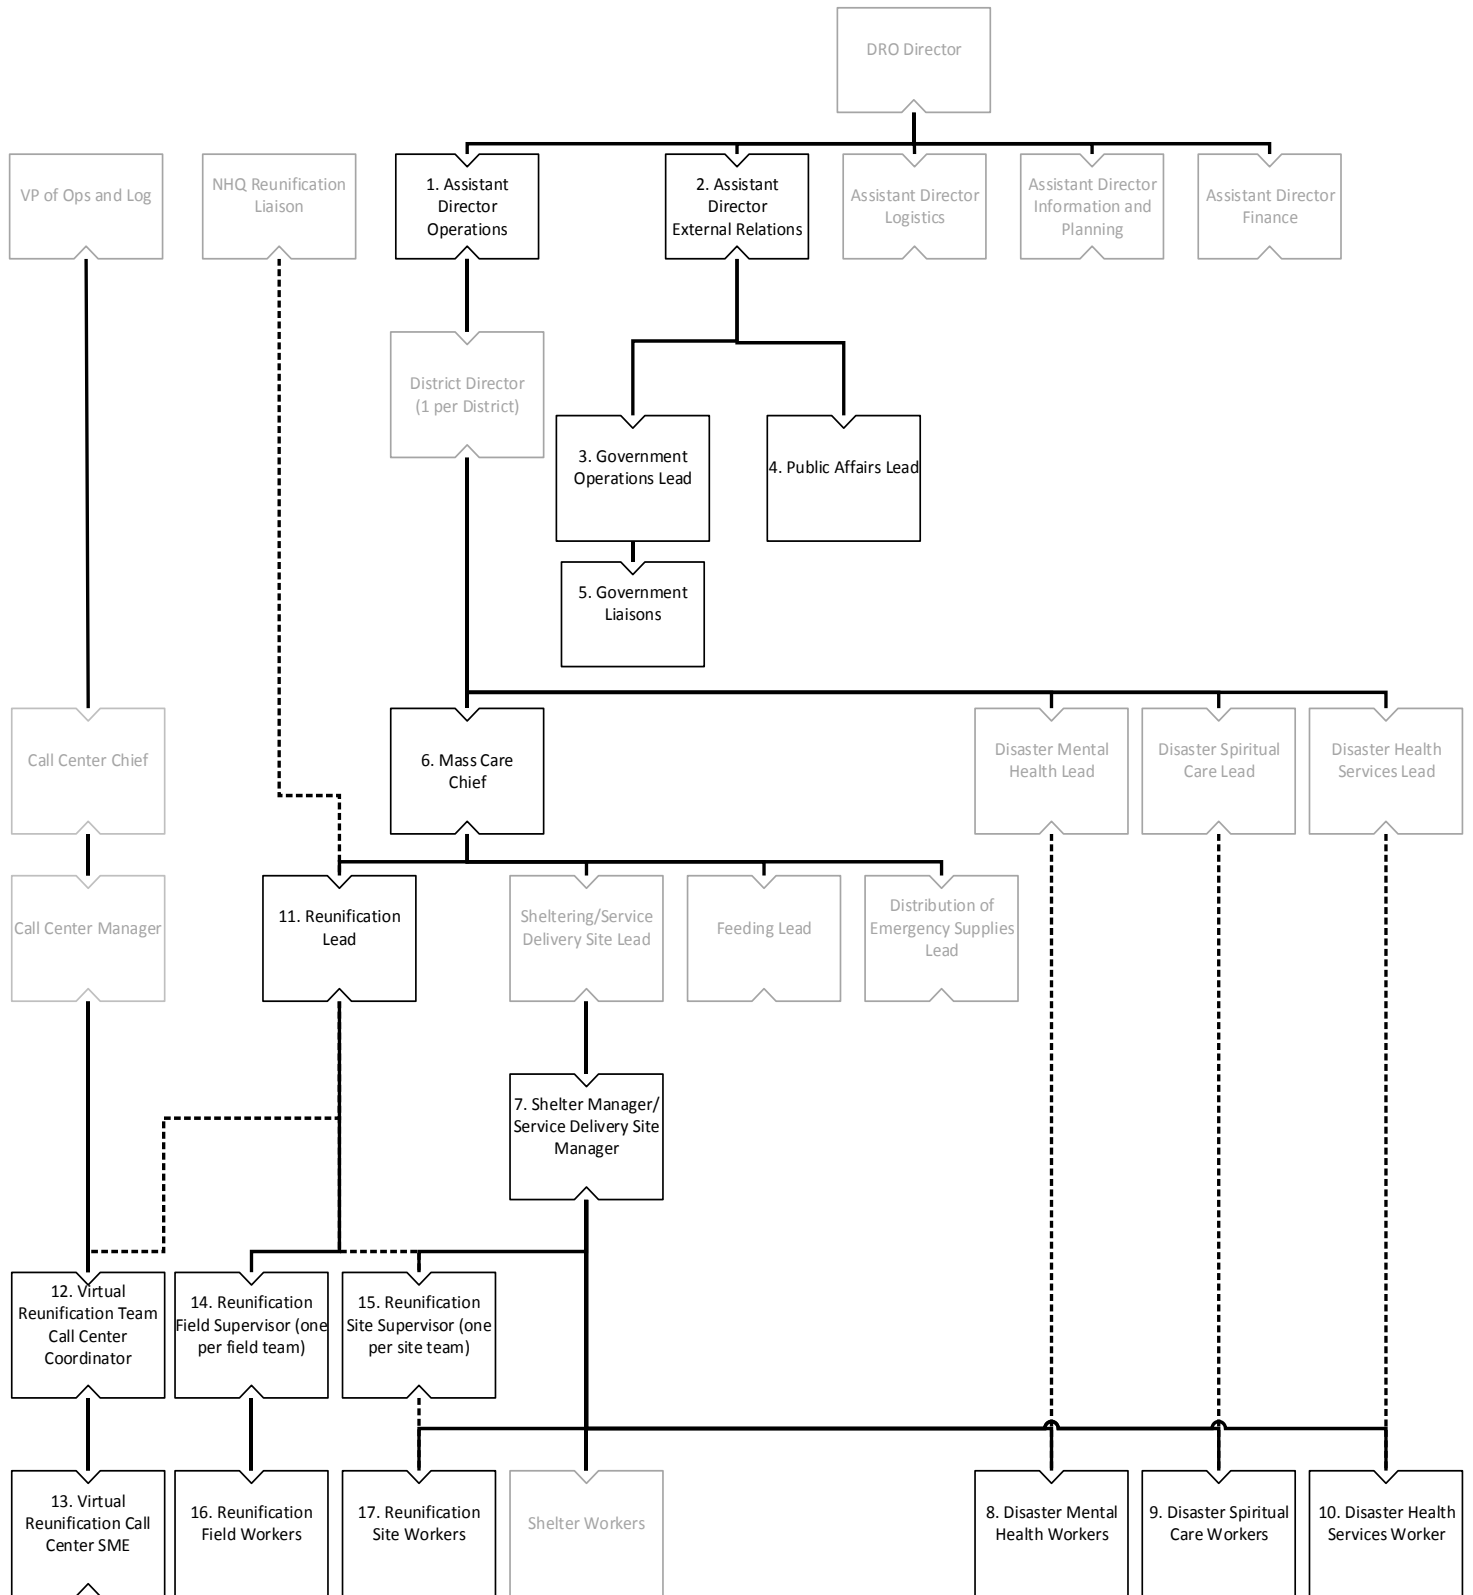 DRO Director
VP of Ops and Log
NHQ Reunification
Liaison
1. Assistant
Director
Operations
2. Assistant
Director
External Relations
Assistant Director
Logistics
Assistant Director
Information and
Planning
Assistant Director
Finance
District Director
(1 per District)
3. Government
Operations Lead
4. Public Affairs Lead
5. Government
Liaisons
Call Center Chief
6. Mass Care
Chief
Disaster Mental
Health Lead
Disaster Spiritual
Care Lead
Disaster Health
Services Lead
Call Center Manager
11. Reunification
Lead
Sheltering/Service
Delivery Site Lead
Feeding Lead
Distribution of
Emergency Supplies
Lead
7. Shelter Manager/
Service Delivery Site
Manager
12. Virtual
Reunification Team
Call Center
Coordinator
14. Reunification
Field Supervisor (one
per field team)
15. Reunification
Site Supervisor (one
per site team)
13. Virtual
Reunification Call
Center SME
16. Reunification
Field Workers
17. Reunification
Site Workers
Shelter Workers
8. Disaster Mental
Health Workers
9. Disaster Spiritual
Care Workers
10. Disaster Health
Services Worker